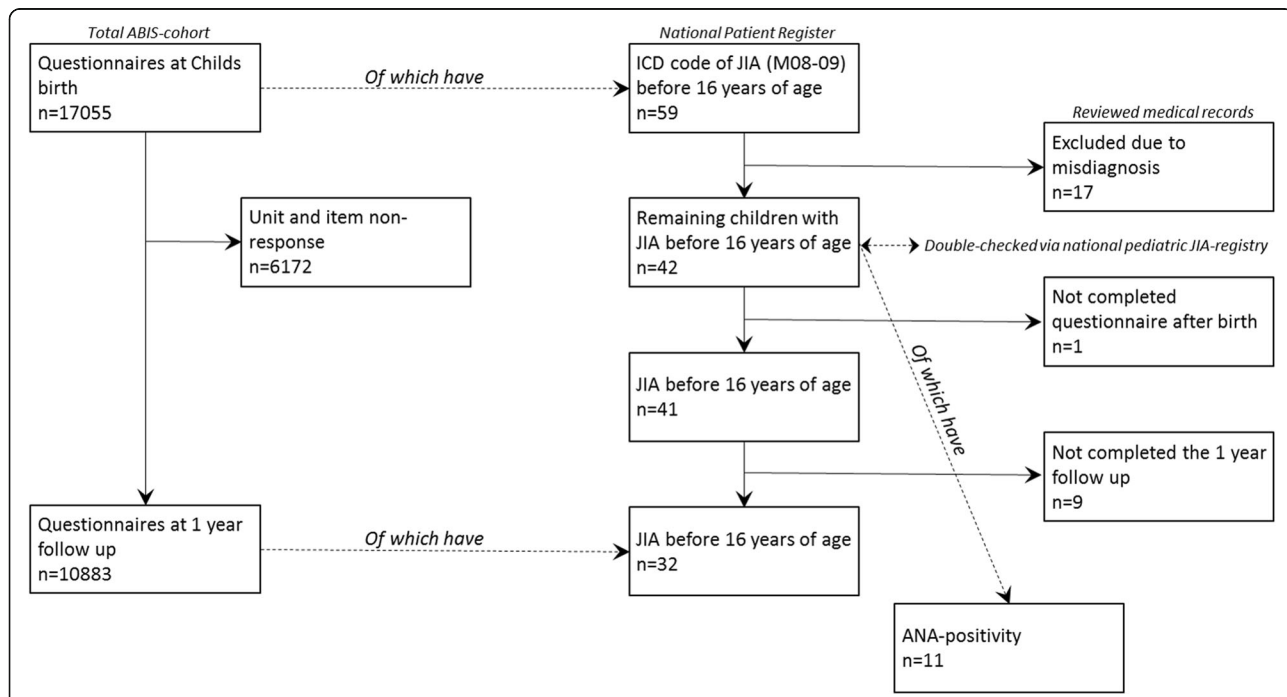 Total ABIS-cohort
Questionnaires at Childs
birth
n=17055
Of which have
National Patient Register
ICD code of JIA (M08-09)
before 16 years of age
n=59
Reviewed medical records
Excluded due to
misdiagnosis
n=17
Unit and item non-
response
n=6172
Remaining children with
JIA before 16 years of age
n=42
Double-checked via national pediatric JIA-registry
Not completed
questionnaire after birth
n=1
Of which have
JIA before 16 years of age
n=41
Not completed the 1 year
follow up
n=9
Questionnaires at 1 year
follow up
n=10883
Of which have
JIA before 16 years of age
n=32
ANA-positivity
n=11